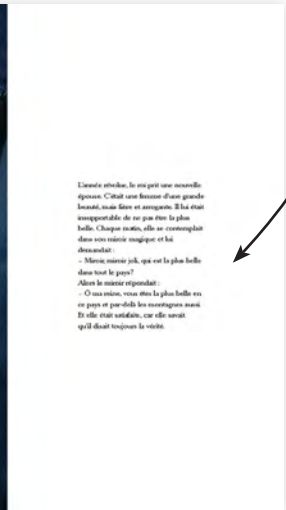 L'année révolue, le roi prit une nouvelle
épouse. C'était une femme d'une grande
beauté, mais fière et arrogante. Il lui était
insupportable de ne pas être la plus
belle. Chaque matin, elle se contemplait
dans son miroir magique et lui
demandait :
– Miroir, miroir joli, qui est la plus belle
dans tout le pays?
Alors le miroir répondait :
– Ô ma reine, vous êtes la plus belle en
ce pays et par-delà les montagnes aussi.
Et elle était satisfaite, car elle savait
qu'il disait toujours la vérité.